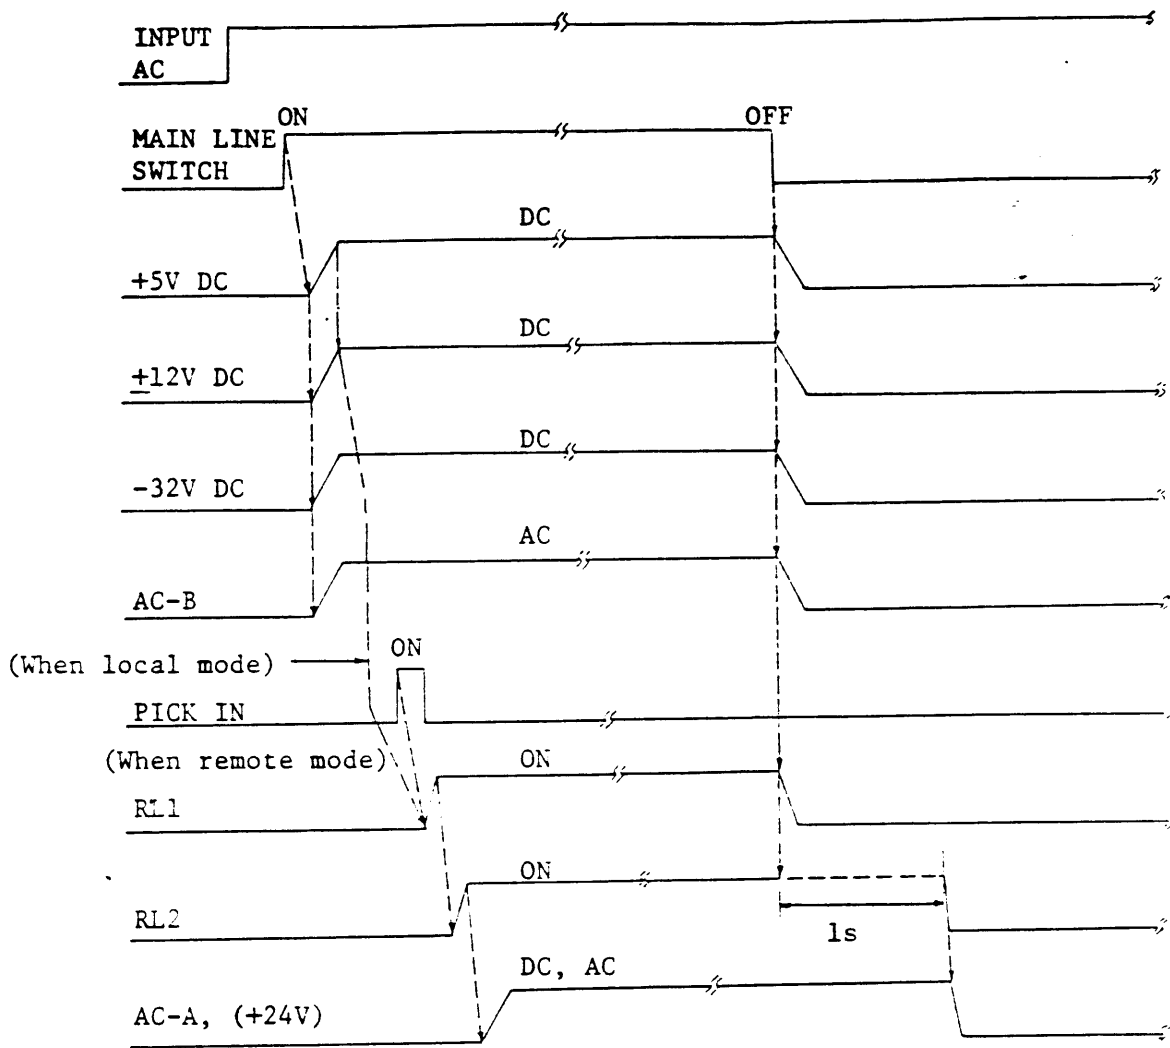 INPUT
AC
ON
OFF
MAIN LINE
SWITCH
DC
+5V DC
DC
±12V DC
DC
-32V DC
AC
AC-B
ON
(When local mode)
PICK IN
(When remote mode)
ON
RL1
ON
RL2
1s
DC, AC
AC-A, (+24V)